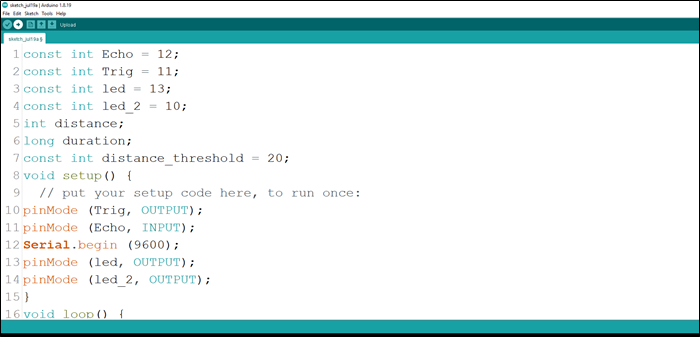 sketch_jul19a | Arduino 1.8.19
File Edit Sketch Tools Help
Upload
sketch_jul19a §
1 const int Echo = 12;
2 const int Trig = 11;
3 const int led = 13;
4 const int led_2 = 10;
5 int distance;
6 long duration;
7 const int distance_threshold = 20;
8 void setup() {
9 // put your setup code here, to run once:
10 pinMode (Trig, OUTPUT);
11 pinMode (Echo, INPUT);
12 Serial.begin (9600);
13 pinMode (led, OUTPUT);
14 pinMode (led_2, OUTPUT);
15 }
16 void loop() {